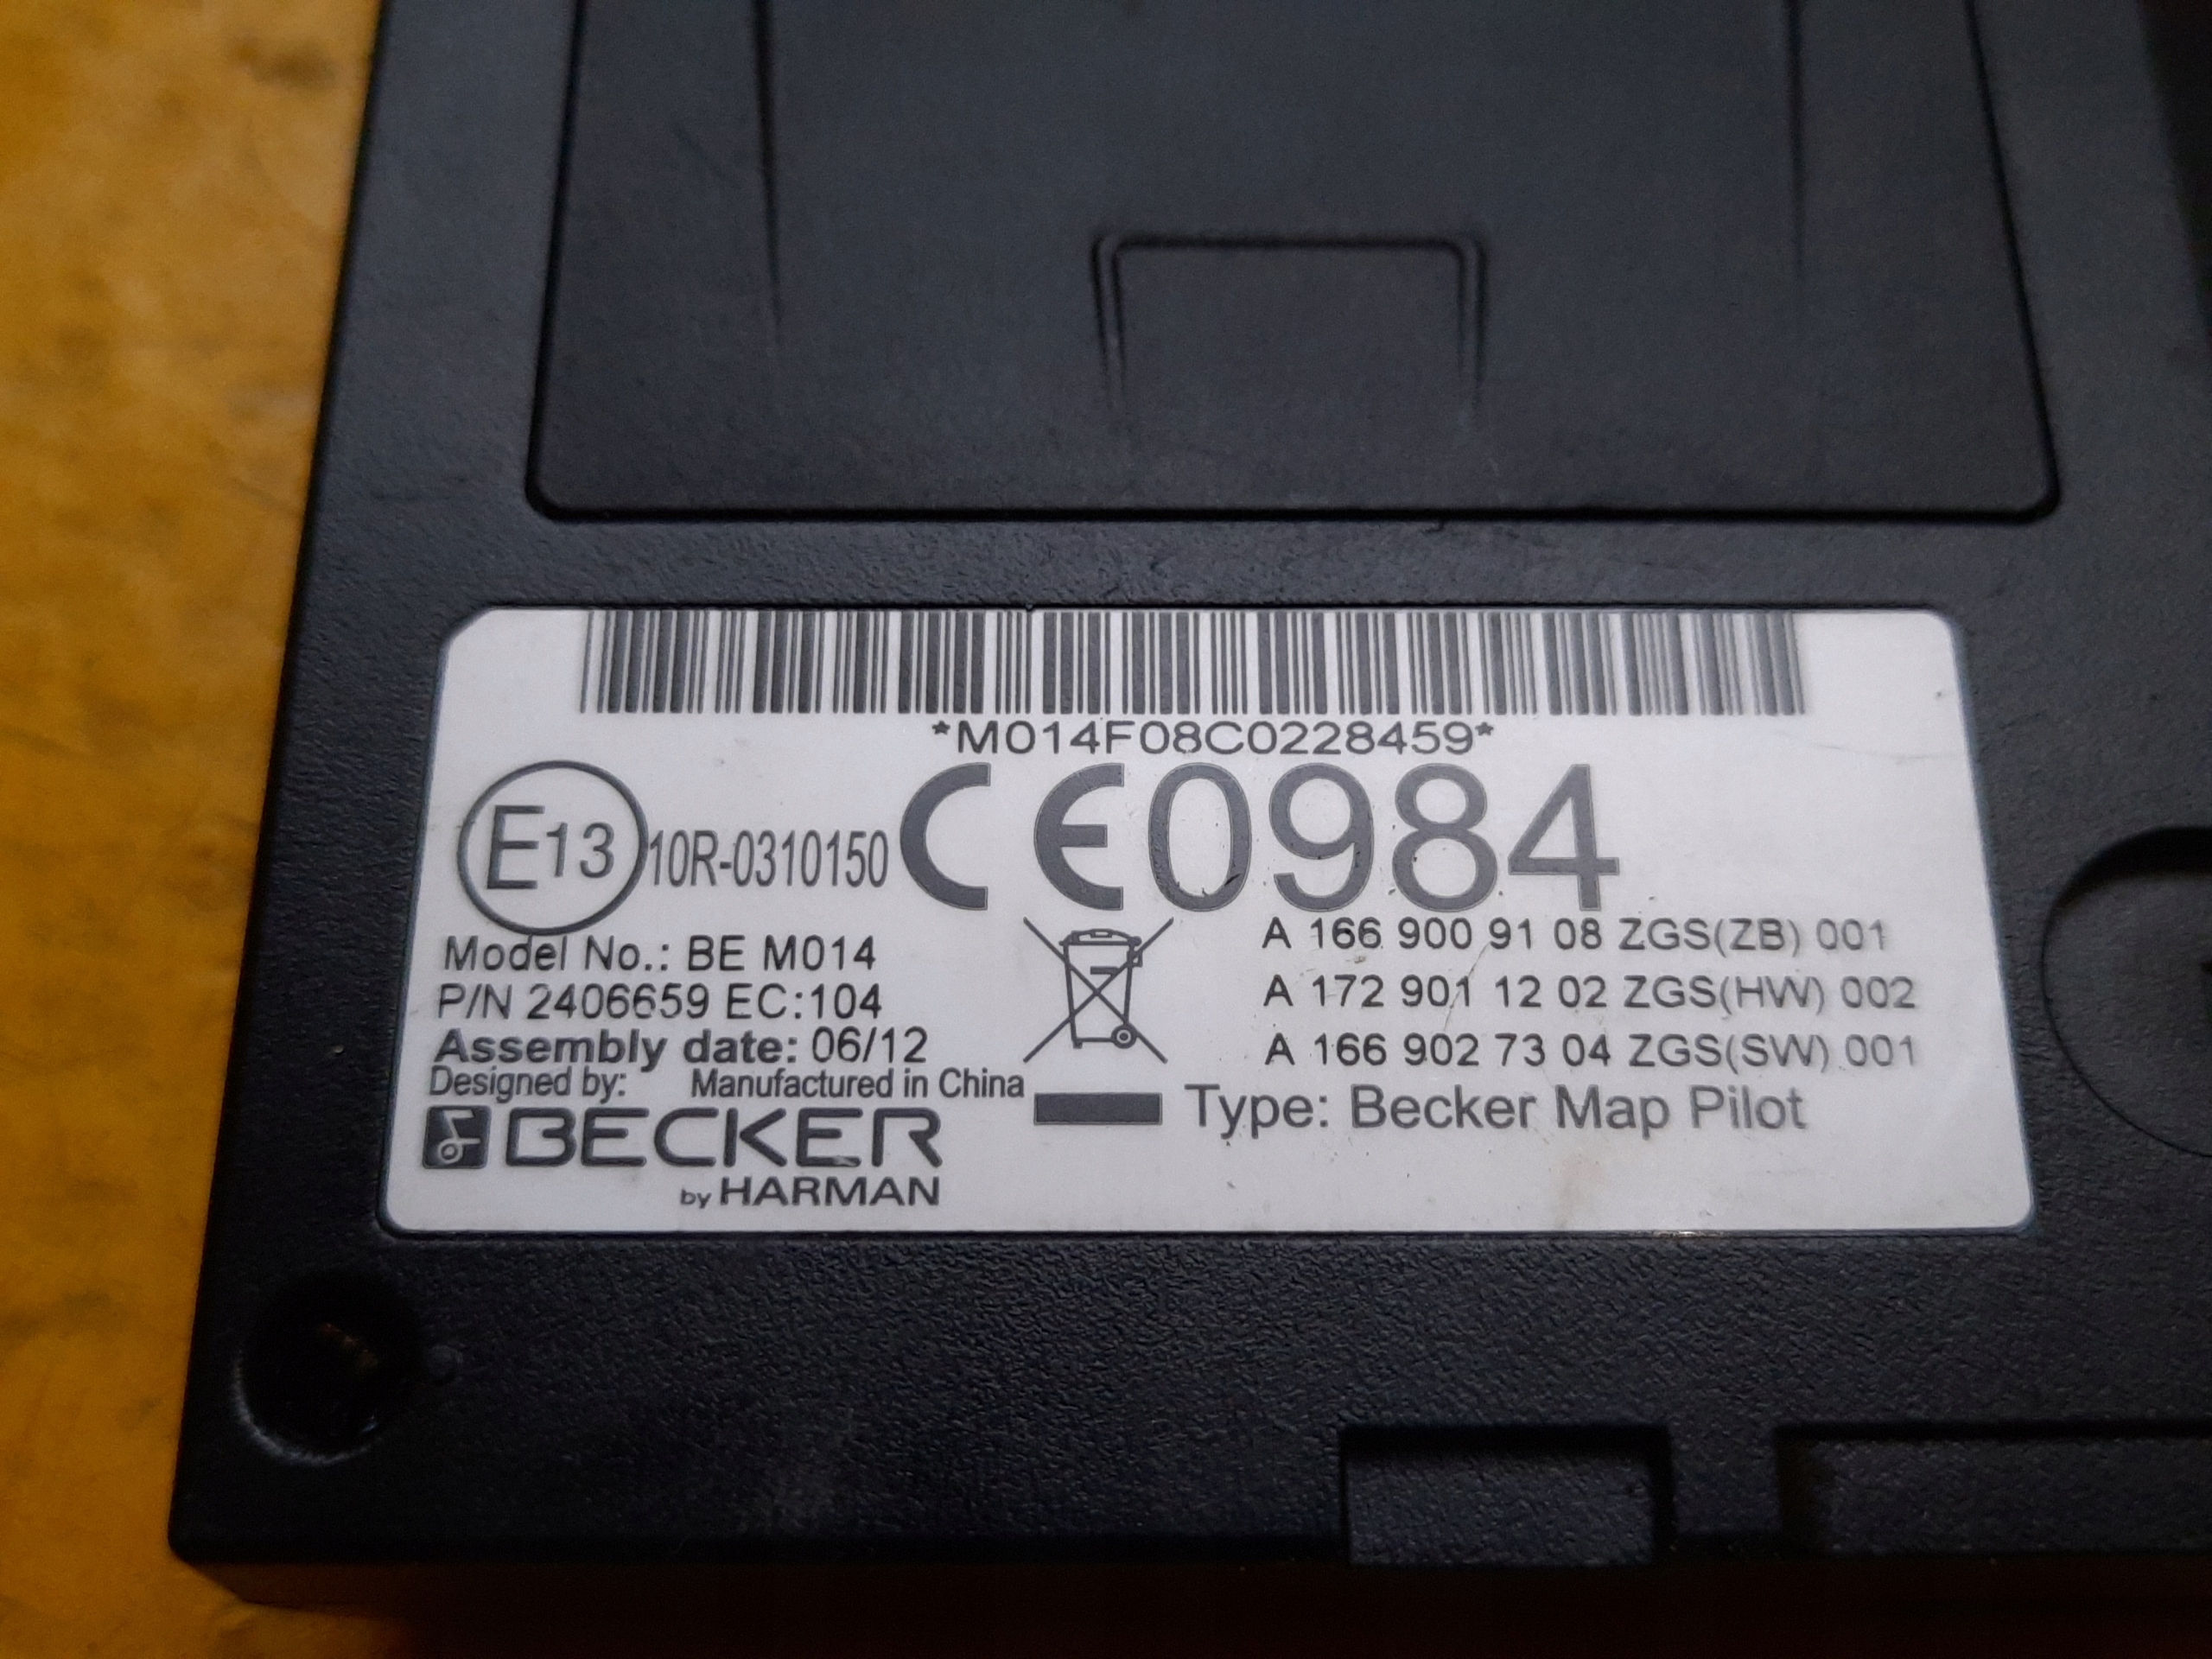 *M014F08C0228459*
E13 10R-0310150 CE0984
Model No.: BE M014
P/N 2406659 EC:104
Assembly date: 06/12
Designed by: Manufactured in China
BECKER
by HARMAN
A 166 900 91 08 ZGS(ZB) 001
A 172 901 12 02 ZGS(HW) 002
A 166 902 73 04 ZGS(SW) 001
Type: Becker Map Pilot